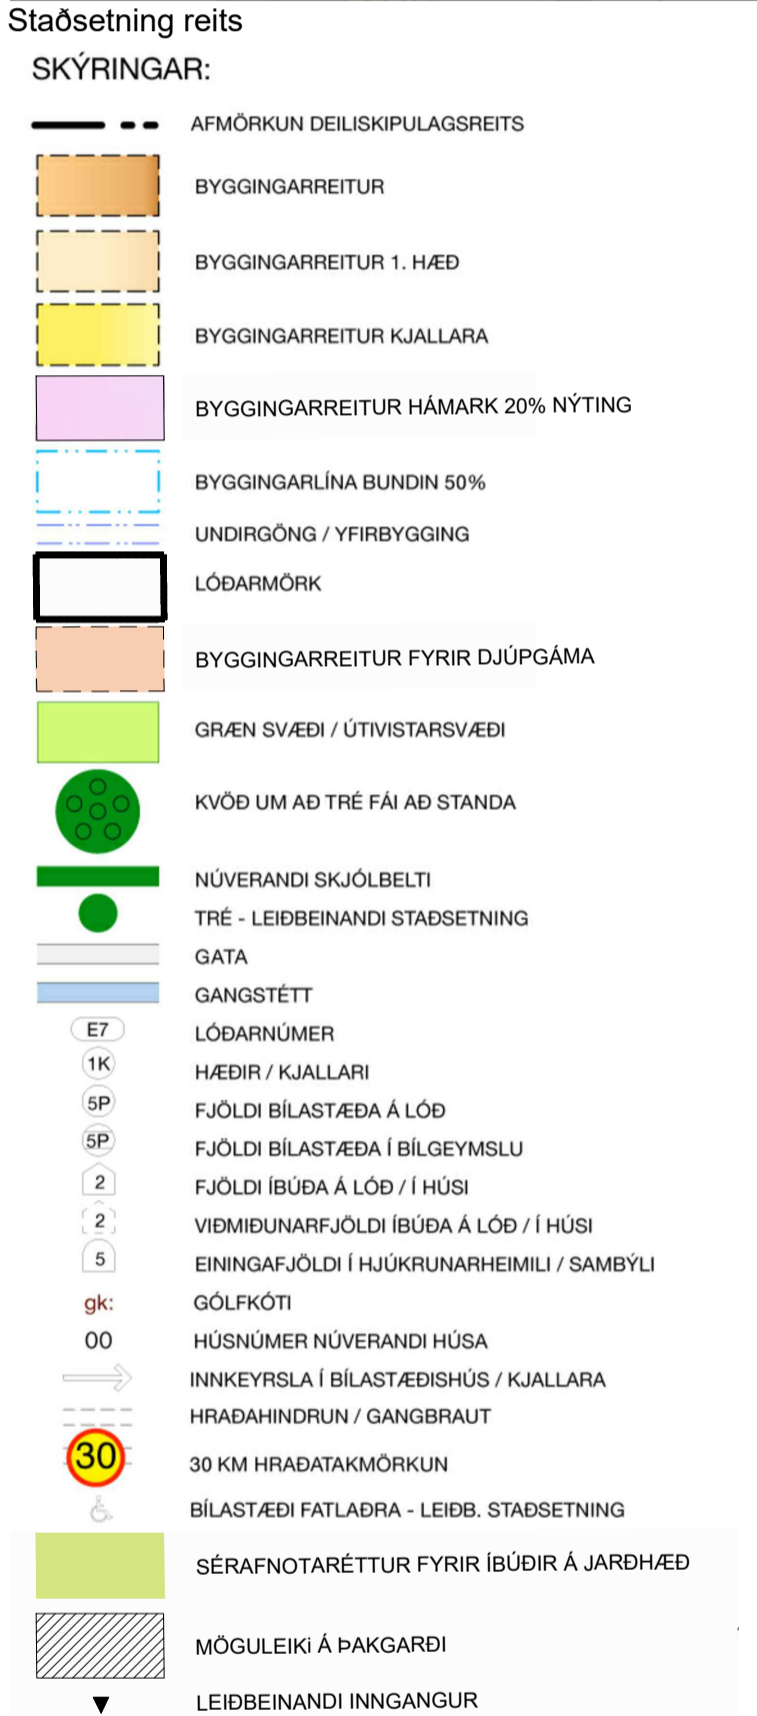 Staðsetning reits
SKÝRINGAR:
AFMÖRKUN DEILISKIPULAGSREITS
BYGGINGARREITUR
BYGGINGARREITUR 1. HÆÐ
BYGGINGARREITUR KJALLARA
BYGGINGARREITUR HÁMARK 20% NÝTING
BYGGINGARLÍNA BUNDIN 50%
UNDIRGÖNG / YFIRBYGGING
LÓÐARMÖRK
BYGGINGARREITUR FYRIR DJÚPGÁMA
GRÆN SVÆÐI / ÚTIVISTARSVÆÐI
KVÖÐ UM AÐ TRÉ FÁI AÐ STANDA
NÚVERANDI SKJÓLBELTI
TRÉ - LEIÐBEINANDI STAÐSETNING
GATA
GANGSTÉTT
E7 LÓÐARNÚMER
1K HÆÐIR / KJALLARI
5P FJÖLDI BÍLASTÆÐA Á LÓÐ
5P FJÖLDI BÍLASTÆÐA Í BÍLGEYMSLU
2 FJÖLDI ÍBÚÐA Á LÓÐ / Í HÚSI
2 VIÐMIÐUNARFJÖLDI ÍBÚÐA Á LÓÐ / Í HÚSI
5 EININGAFJÖLDI Í HJÚKRUNARHEIMILI / SAMBÝLI
gk: GÓLFKÓTI
00 HÚSNÚMER NÚVERANDI HÚSA
INNKEYRSLA Í BÍLASTÆÐISHÚS / KJALLARA
HRAÐAHINDRUN / GANGBRAUT
30 30 KM HRAÐATAKMÖRKUN
BÍLASTÆÐI FATLAÐRA - LEIÐB. STAÐSETNING
SÉRAFNOTARÉTTUR FYRIR ÍBÚÐIR Á JARÐHÆÐ
MÖGULEIKi Á ÞAKGARÐI
LEIÐBEINANDI INNGANGUR